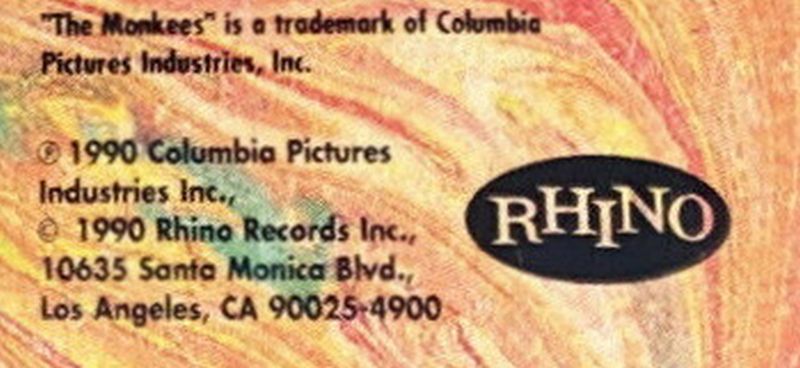 "The Monkees" is a trademark of Columbia
Pictures Industries, Inc.
℗ 1990 Columbia Pictures
Industries Inc.,
© 1990 Rhino Records Inc.,
10635 Santa Monica Blvd.,
Los Angeles, CA 90025-4900
RHINO